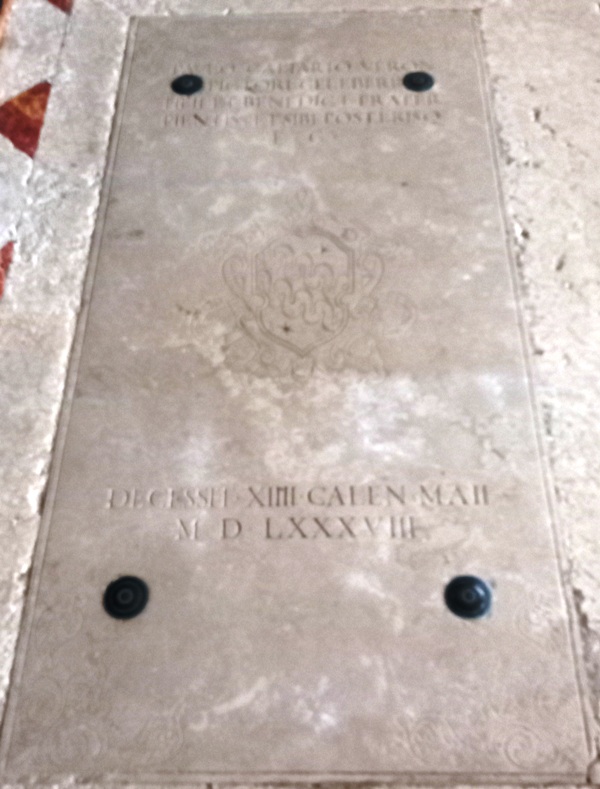 PAVLO CALIARIO VERON
PICTORI CELEBERR
FILII ET BENEDICT FRATER
PIENTISS ET SIBI POSTERISQ
P C
DECESSIT XIIII CALEN MAII
M D LXXXVIII